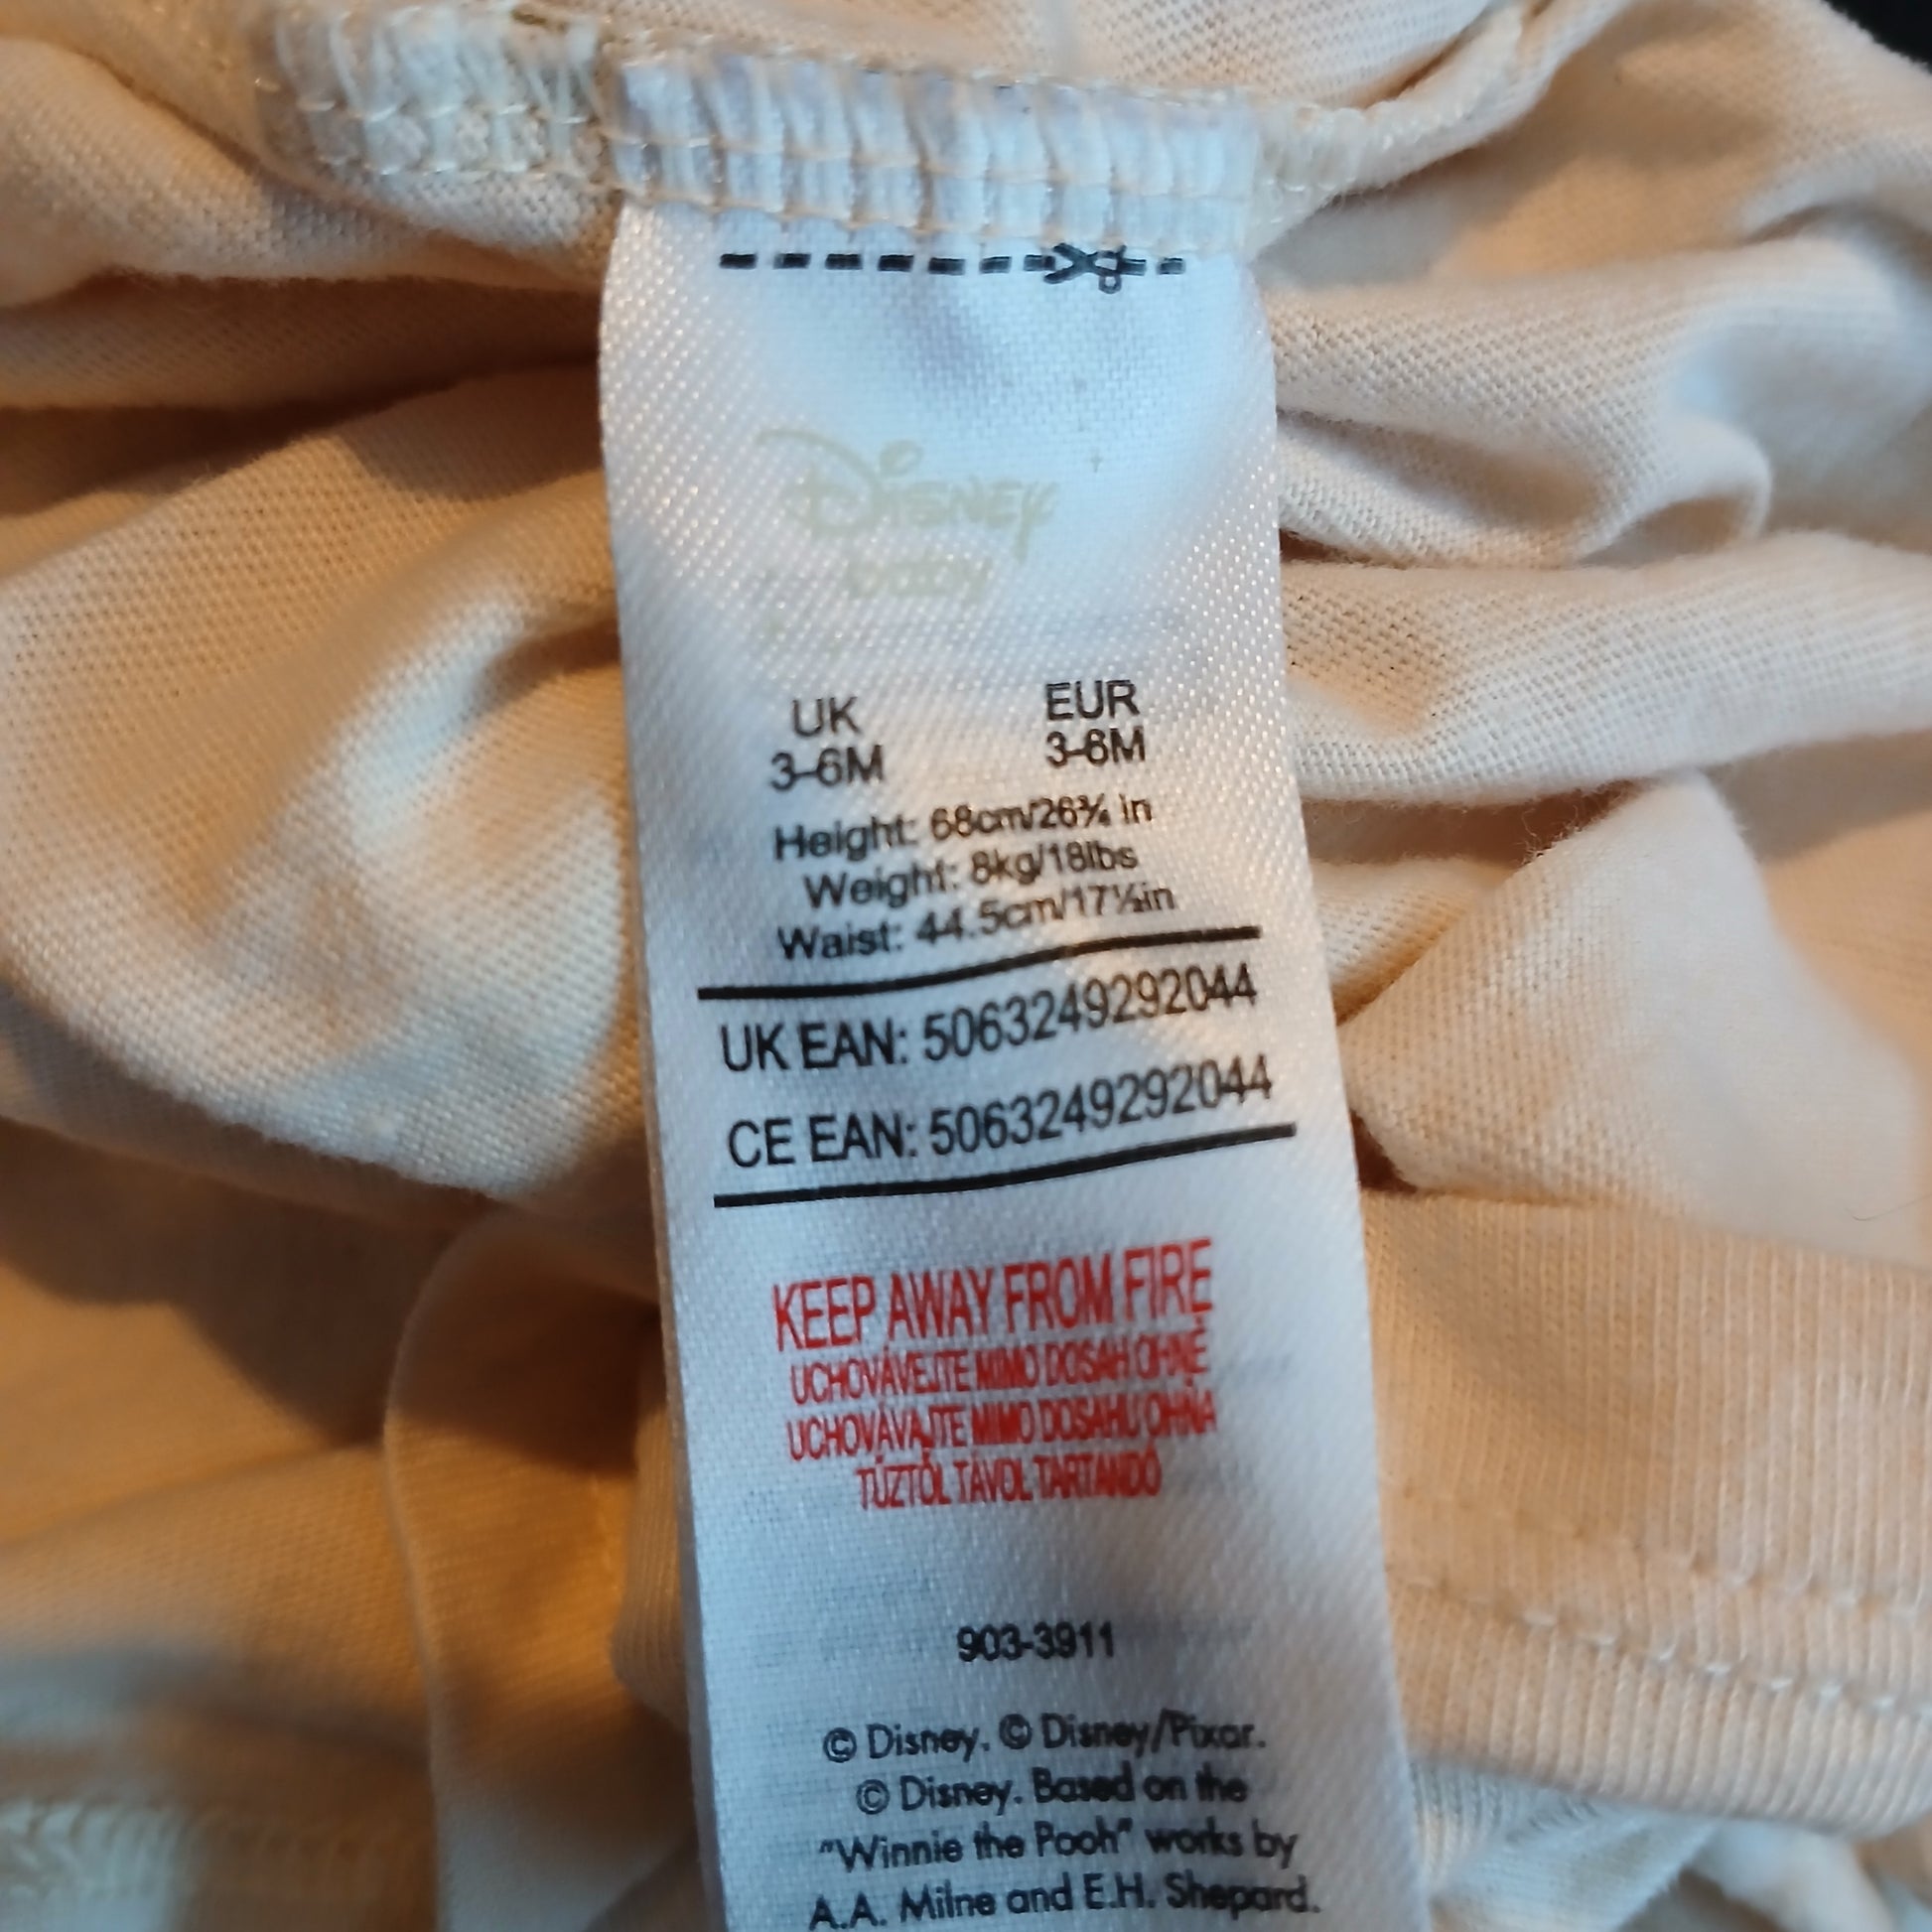 Disney
baby
UK EUR
3-6M 3-6M
Height: 68cm/26¾ in
Weight: 8kg/18lbs
Waist: 44.5cm/17½in
UK EAN: 5063249292044
CE EAN: 5063249292044
KEEP AWAY FROM FIRE
UCHOVÁVEJTE MIMO DOSAH OHNĚ
UCHOVÁVAJTE MIMO DOSAHU OHŇA
TŰZTŐL TÁVOL TARTANDÓ
903-3911
© Disney. © Disney/Pixar.
© Disney. Based on the
"Winnie the Pooh" works by
A.A. Milne and E.H. Shepard.